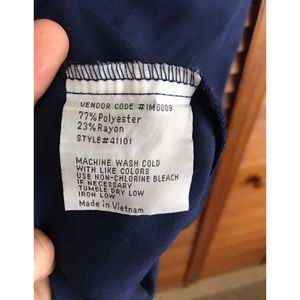 VENDOR CODE #IM0009
77% Polyester
23% Rayon
STYLE#41101
MACHINE WASH COLD
WITH LIKE COLORS
USE NON-CHLORINE BLEACH
IF NECESSARY
TUMBLE DRY LOW
IRON LOW
Made in Vietnam